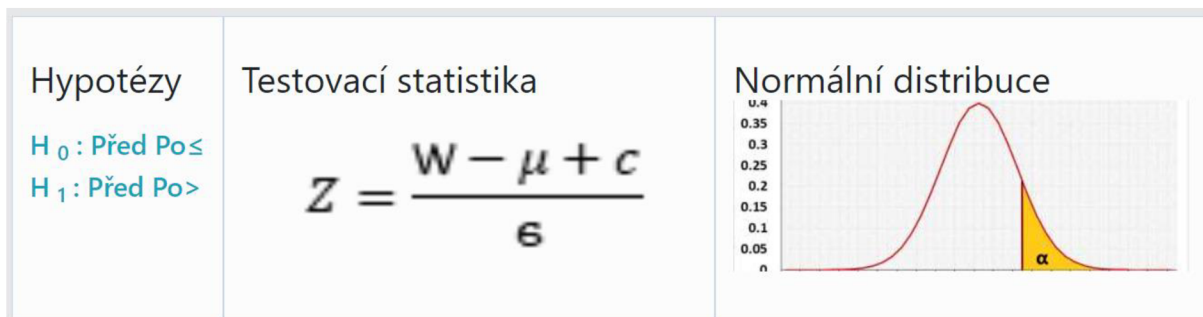 Hypotézy
H 0 : Před Po≤
H 1 : Před Po>
Testovací statistika
Z = (W − μ + c) / 6
Normální distribuce
0.4
0.35
0.3
0.25
0.2
0.15
0.1
0.05
0
α